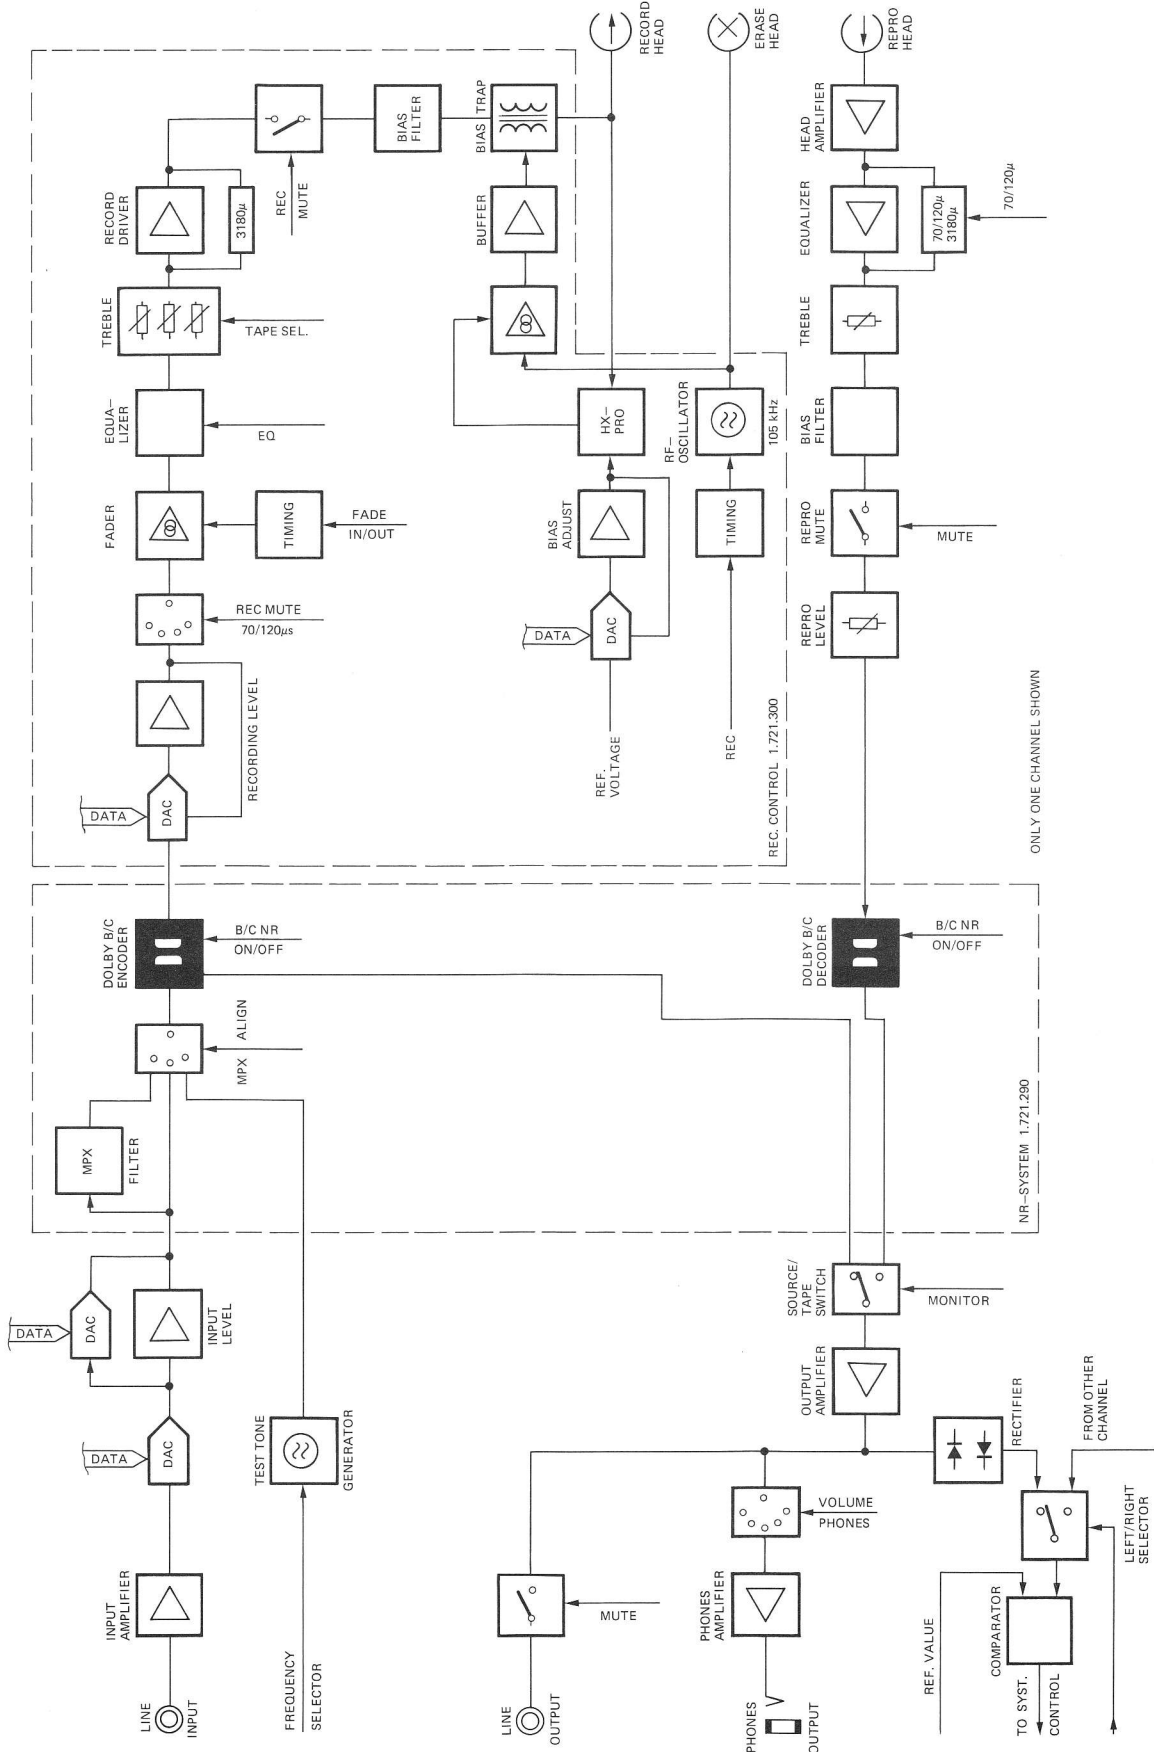 LINE
INPUT
INPUT
AMPLIFIER
DATA
DAC
DATA
DAC
INPUT
LEVEL
FREQUENCY
SELECTOR
TEST TONE
GENERATOR
MPX
FILTER
MPX ALIGN
DOLBY B/C
ENCODER
B/C NR
ON/OFF
DATA
DAC
RECORDING LEVEL
REC MUTE
70/120µs
FADER
TIMING
FADE
IN/OUT
EQUA-
LIZER
EQ
TREBLE
TAPE SEL.
RECORD
DRIVER
3180µ
REC
MUTE
BIAS
FILTER
BIAS TRAP
BUFFER
RECORD
HEAD
ERASE
HEAD
REPRO
HEAD
HX-
PRO
BIAS
ADJUST
DATA
DAC
REF.
VOLTAGE
RF-
OSCILLATOR
105 kHz
TIMING
REC
REC. CONTROL 1.721.300
HEAD
AMPLIFIER
EQUALIZER
70/120µ
3180µ
70/120µ
TREBLE
BIAS
FILTER
REPRO
MUTE
MUTE
REPRO
LEVEL
ONLY ONE CHANNEL SHOWN
DOLBY B/C
DECODER
B/C NR
ON/OFF
NR-SYSTEM 1.721.290
SOURCE/
TAPE
SWITCH
MONITOR
OUTPUT
AMPLIFIER
RECTIFIER
FROM OTHER
CHANNEL
LEFT/RIGHT
SELECTOR
VOLUME
PHONES
PHONES
AMPLIFIER
MUTE
LINE
OUTPUT
PHONES
OUTPUT
REF. VALUE
COMPARATOR
TO SYST.
CONTROL